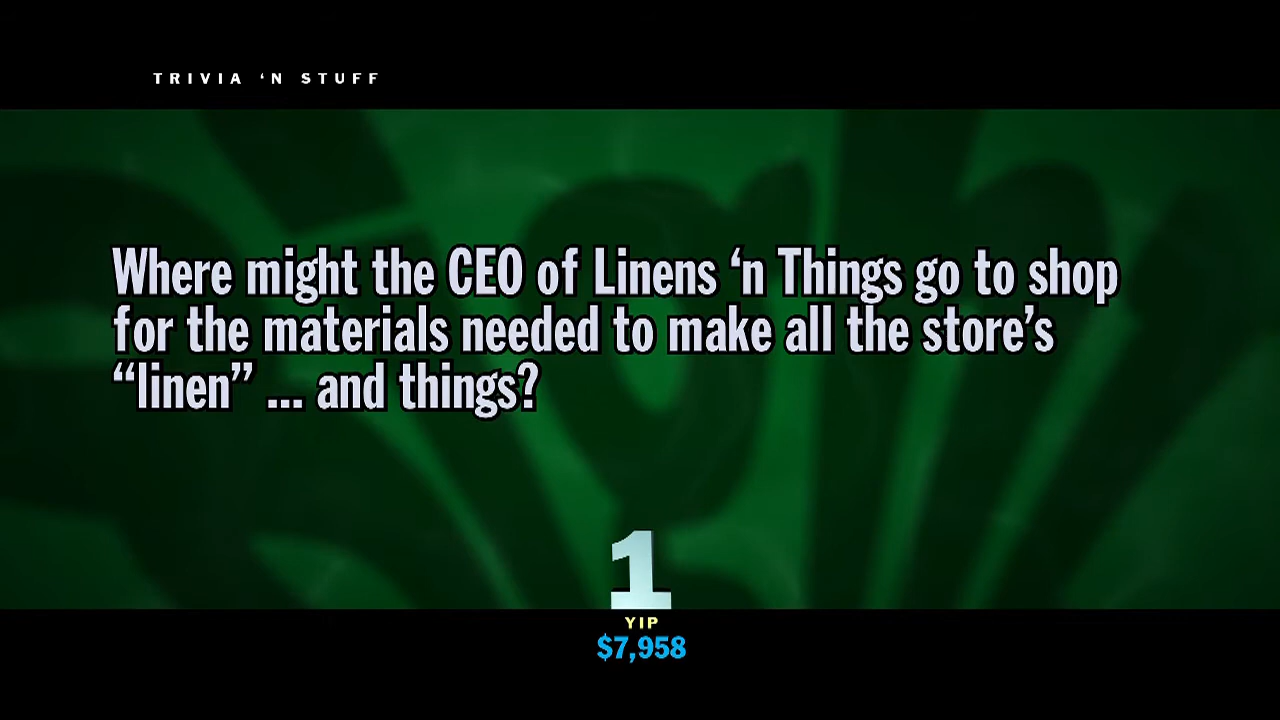 TRIVIA ‘N STUFF
Where might the CEO of Linens ‘n Things go to shop
for the materials needed to make all the store’s
“linen” ... and things?
1
YIP
$7,958